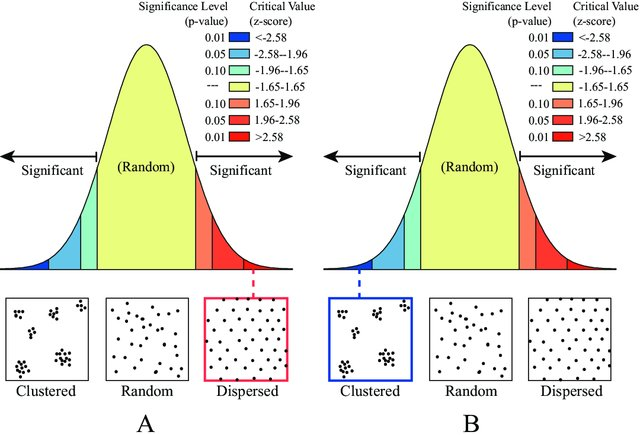 Significance Level Critical Value
(p-value) (z-score)
0.01 <-2.58
0.05 -2.58--1.96
0.10 -1.96--1.65
--- -1.65-1.65
0.10 1.65-1.96
0.05 1.96-2.58
0.01 >2.58
Significant (Random) Significant
Clustered Random Dispersed
A
Significance Level Critical Value
(p-value) (z-score)
0.01 <-2.58
0.05 -2.58--1.96
0.10 -1.96--1.65
--- -1.65-1.65
0.10 1.65-1.96
0.05 1.96-2.58
0.01 >2.58
Significant (Random) Significant
Clustered Random Dispersed
B